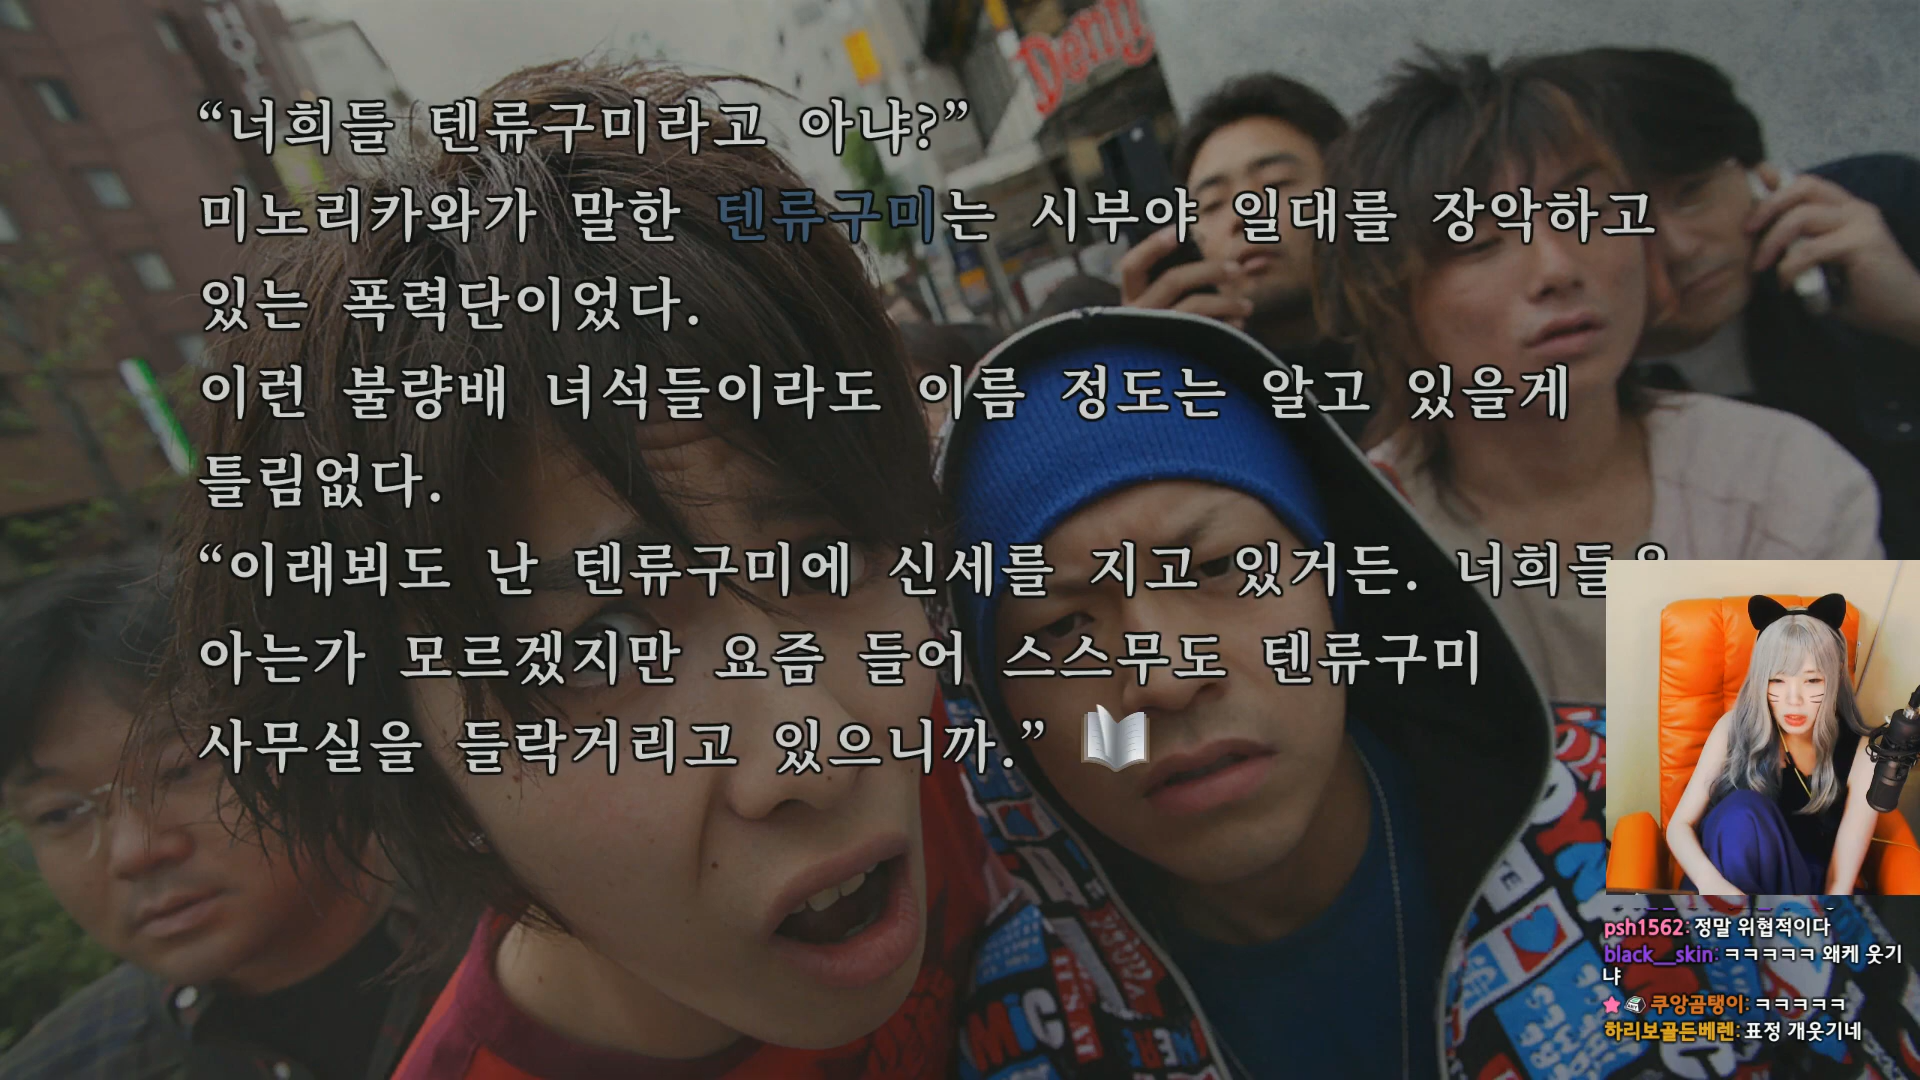 “너희들 텐류구미라고 아냐?”
미노리카와가 말한 텐류구미는 시부야 일대를 장악하고
있는 폭력단이었다.
이런 불량배 녀석들이라도 이름 정도는 알고 있을게
틀림없다.
“이래뵈도 난 텐류구미에 신세를 지고 있거든. 너희들은
아는가 모르겠지만 요즘 들어 스스무도 텐류구미
사무실을 들락거리고 있으니까.”
psh1562: 정말 위협적이다
black__skin: ㅋㅋㅋㅋㅋ 왜케 웃기
냐
쿠앙곰탱이: ㅋㅋㅋㅋㅋ
하리보골든베렌: 표정 개웃기네